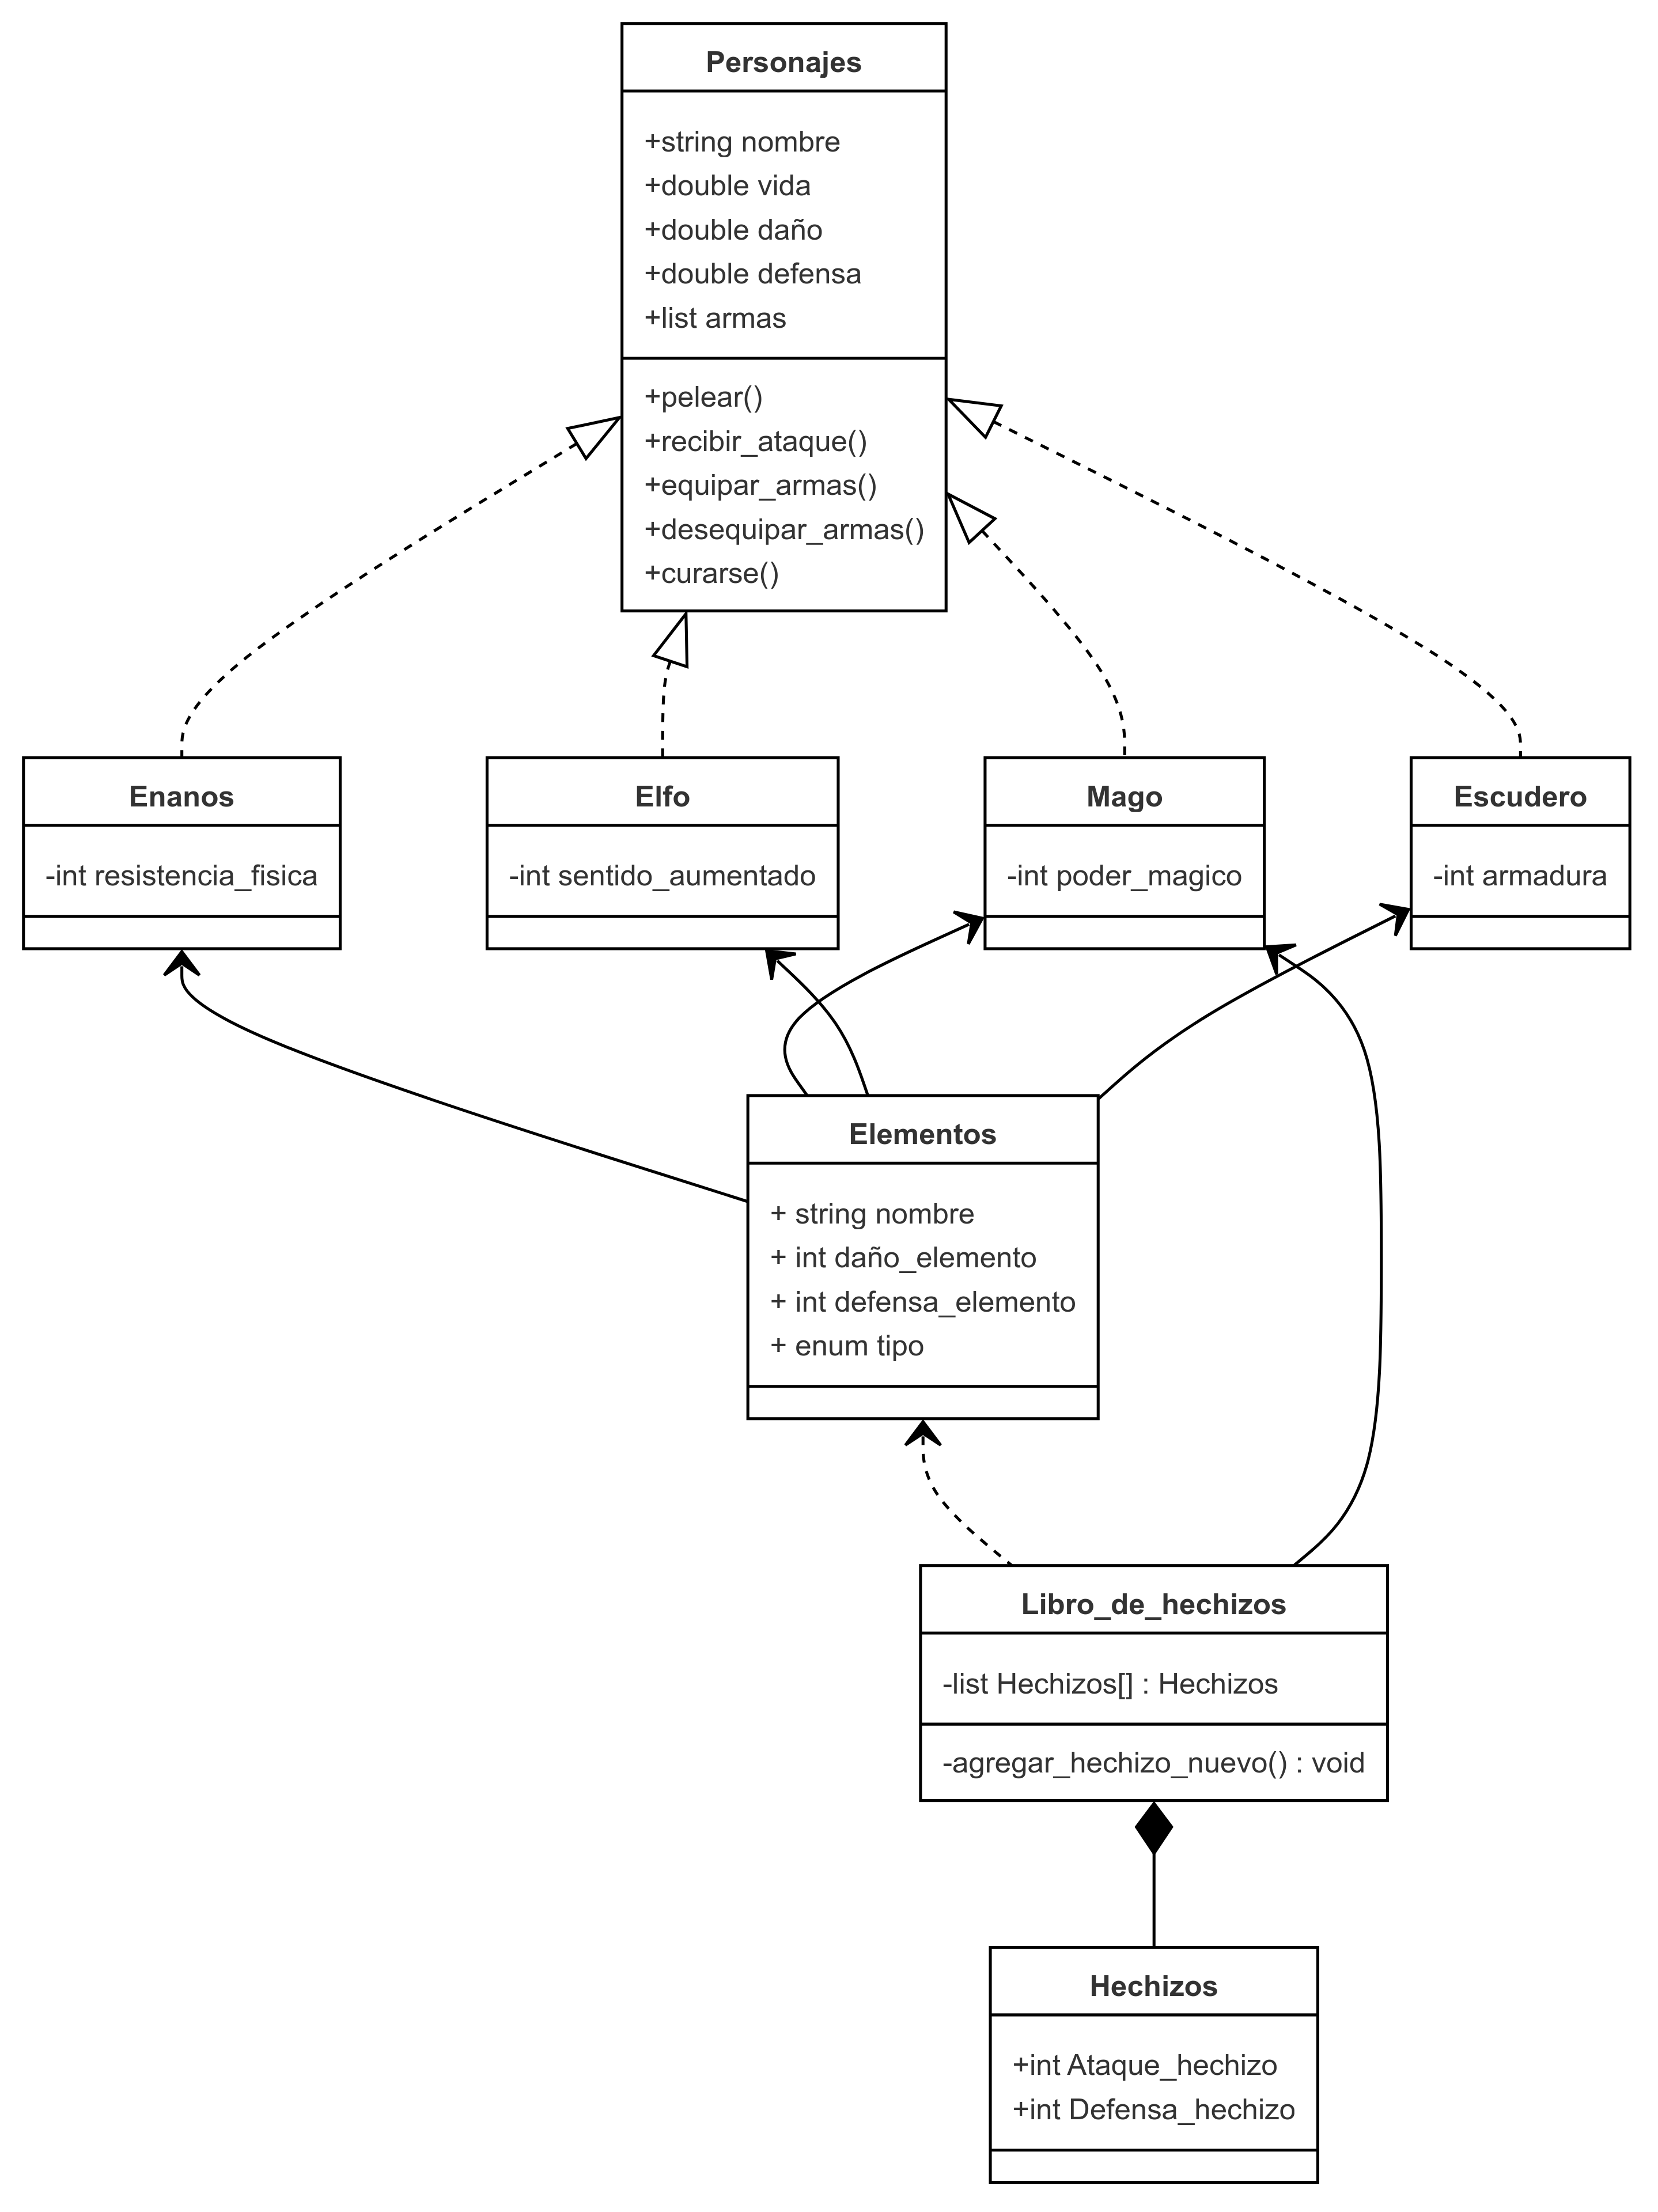 Personajes
+string nombre
+double vida
+double daño
+double defensa
+list armas
+pelear()
+recibir_ataque()
+equipar_armas()
+desequipar_armas()
+curarse()
Enanos
-int resistencia_fisica
Elfo
-int sentido_aumentado
Mago
-int poder_magico
Escudero
-int armadura
Elementos
+ string nombre
+ int daño_elemento
+ int defensa_elemento
+ enum tipo
Libro_de_hechizos
-list Hechizos[] : Hechizos
-agregar_hechizo_nuevo() : void
Hechizos
+int Ataque_hechizo
+int Defensa_hechizo